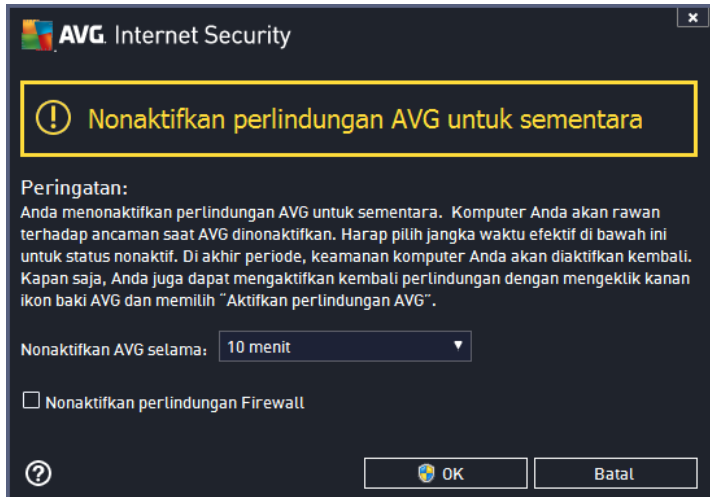 AVG. Internet Security
Nonaktifkan perlindungan AVG untuk sementara
Peringatan:
Anda menonaktifkan perlindungan AVG untuk sementara.  Komputer Anda akan rawan
terhadap ancaman saat AVG dinonaktifkan. Harap pilih jangka waktu efektif di bawah ini
untuk status nonaktif. Di akhir periode, keamanan komputer Anda akan diaktifkan kembali.
Kapan saja, Anda juga dapat mengaktifkan kembali perlindungan dengan mengeklik kanan
ikon baki AVG dan memilih “Aktifkan perlindungan AVG”.
Nonaktifkan AVG selama: 10 menit
Nonaktifkan perlindungan Firewall
OK Batal